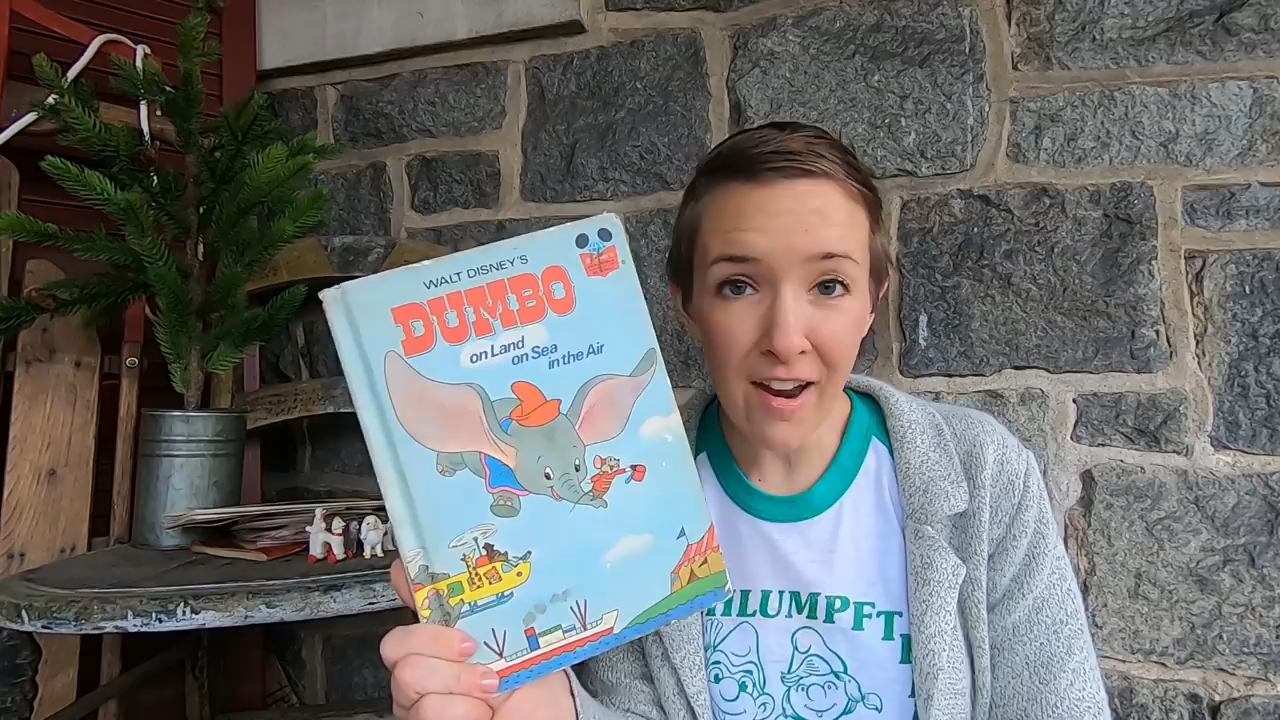 WALT DISNEY'S
DUMBO
on Land
on Sea
in the Air
HLUMPFT